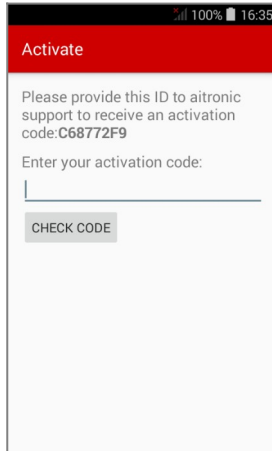 100% 16:35
Activate
Please provide this ID to aitronic
support to receive an activation
code:C68772F9
Enter your activation code:
CHECK CODE